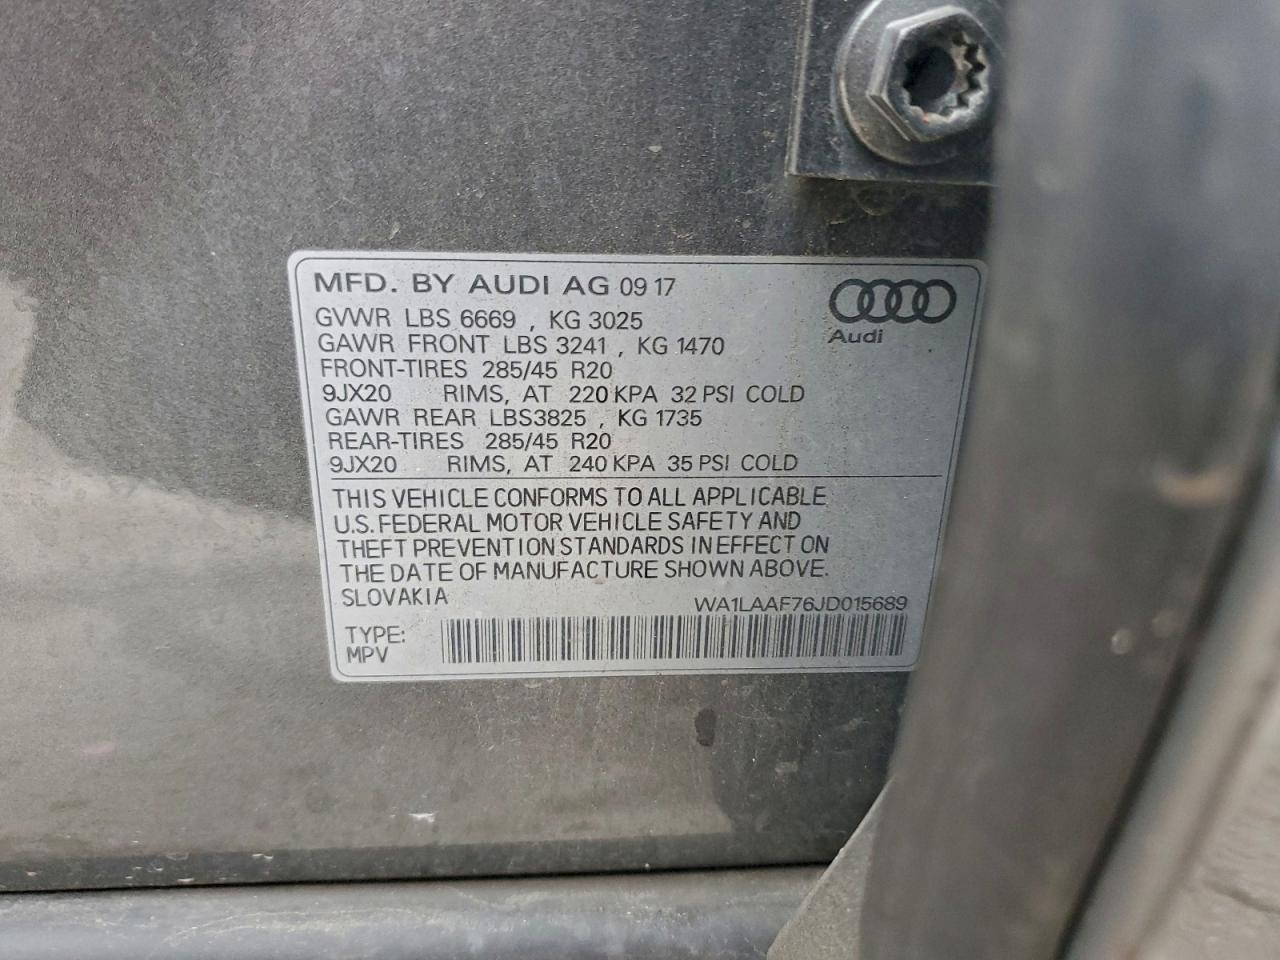 MFD. BY AUDI AG 09 17
GVWR LBS 6669 , KG 3025
GAWR FRONT LBS 3241 , KG 1470
FRONT-TIRES 285/45 R20
9JX20 RIMS, AT 220 KPA 32 PSI COLD
GAWR REAR LBS3825 , KG 1735
REAR-TIRES 285/45 R20
9JX20 RIMS, AT 240 KPA 35 PSI COLD
Audi
THIS VEHICLE CONFORMS TO ALL APPLICABLE
U.S. FEDERAL MOTOR VEHICLE SAFETY AND
THEFT PREVENTION STANDARDS IN EFFECT ON
THE DATE OF MANUFACTURE SHOWN ABOVE.
SLOVAKIA
WA1LAAF76JD015689
TYPE:
MPV